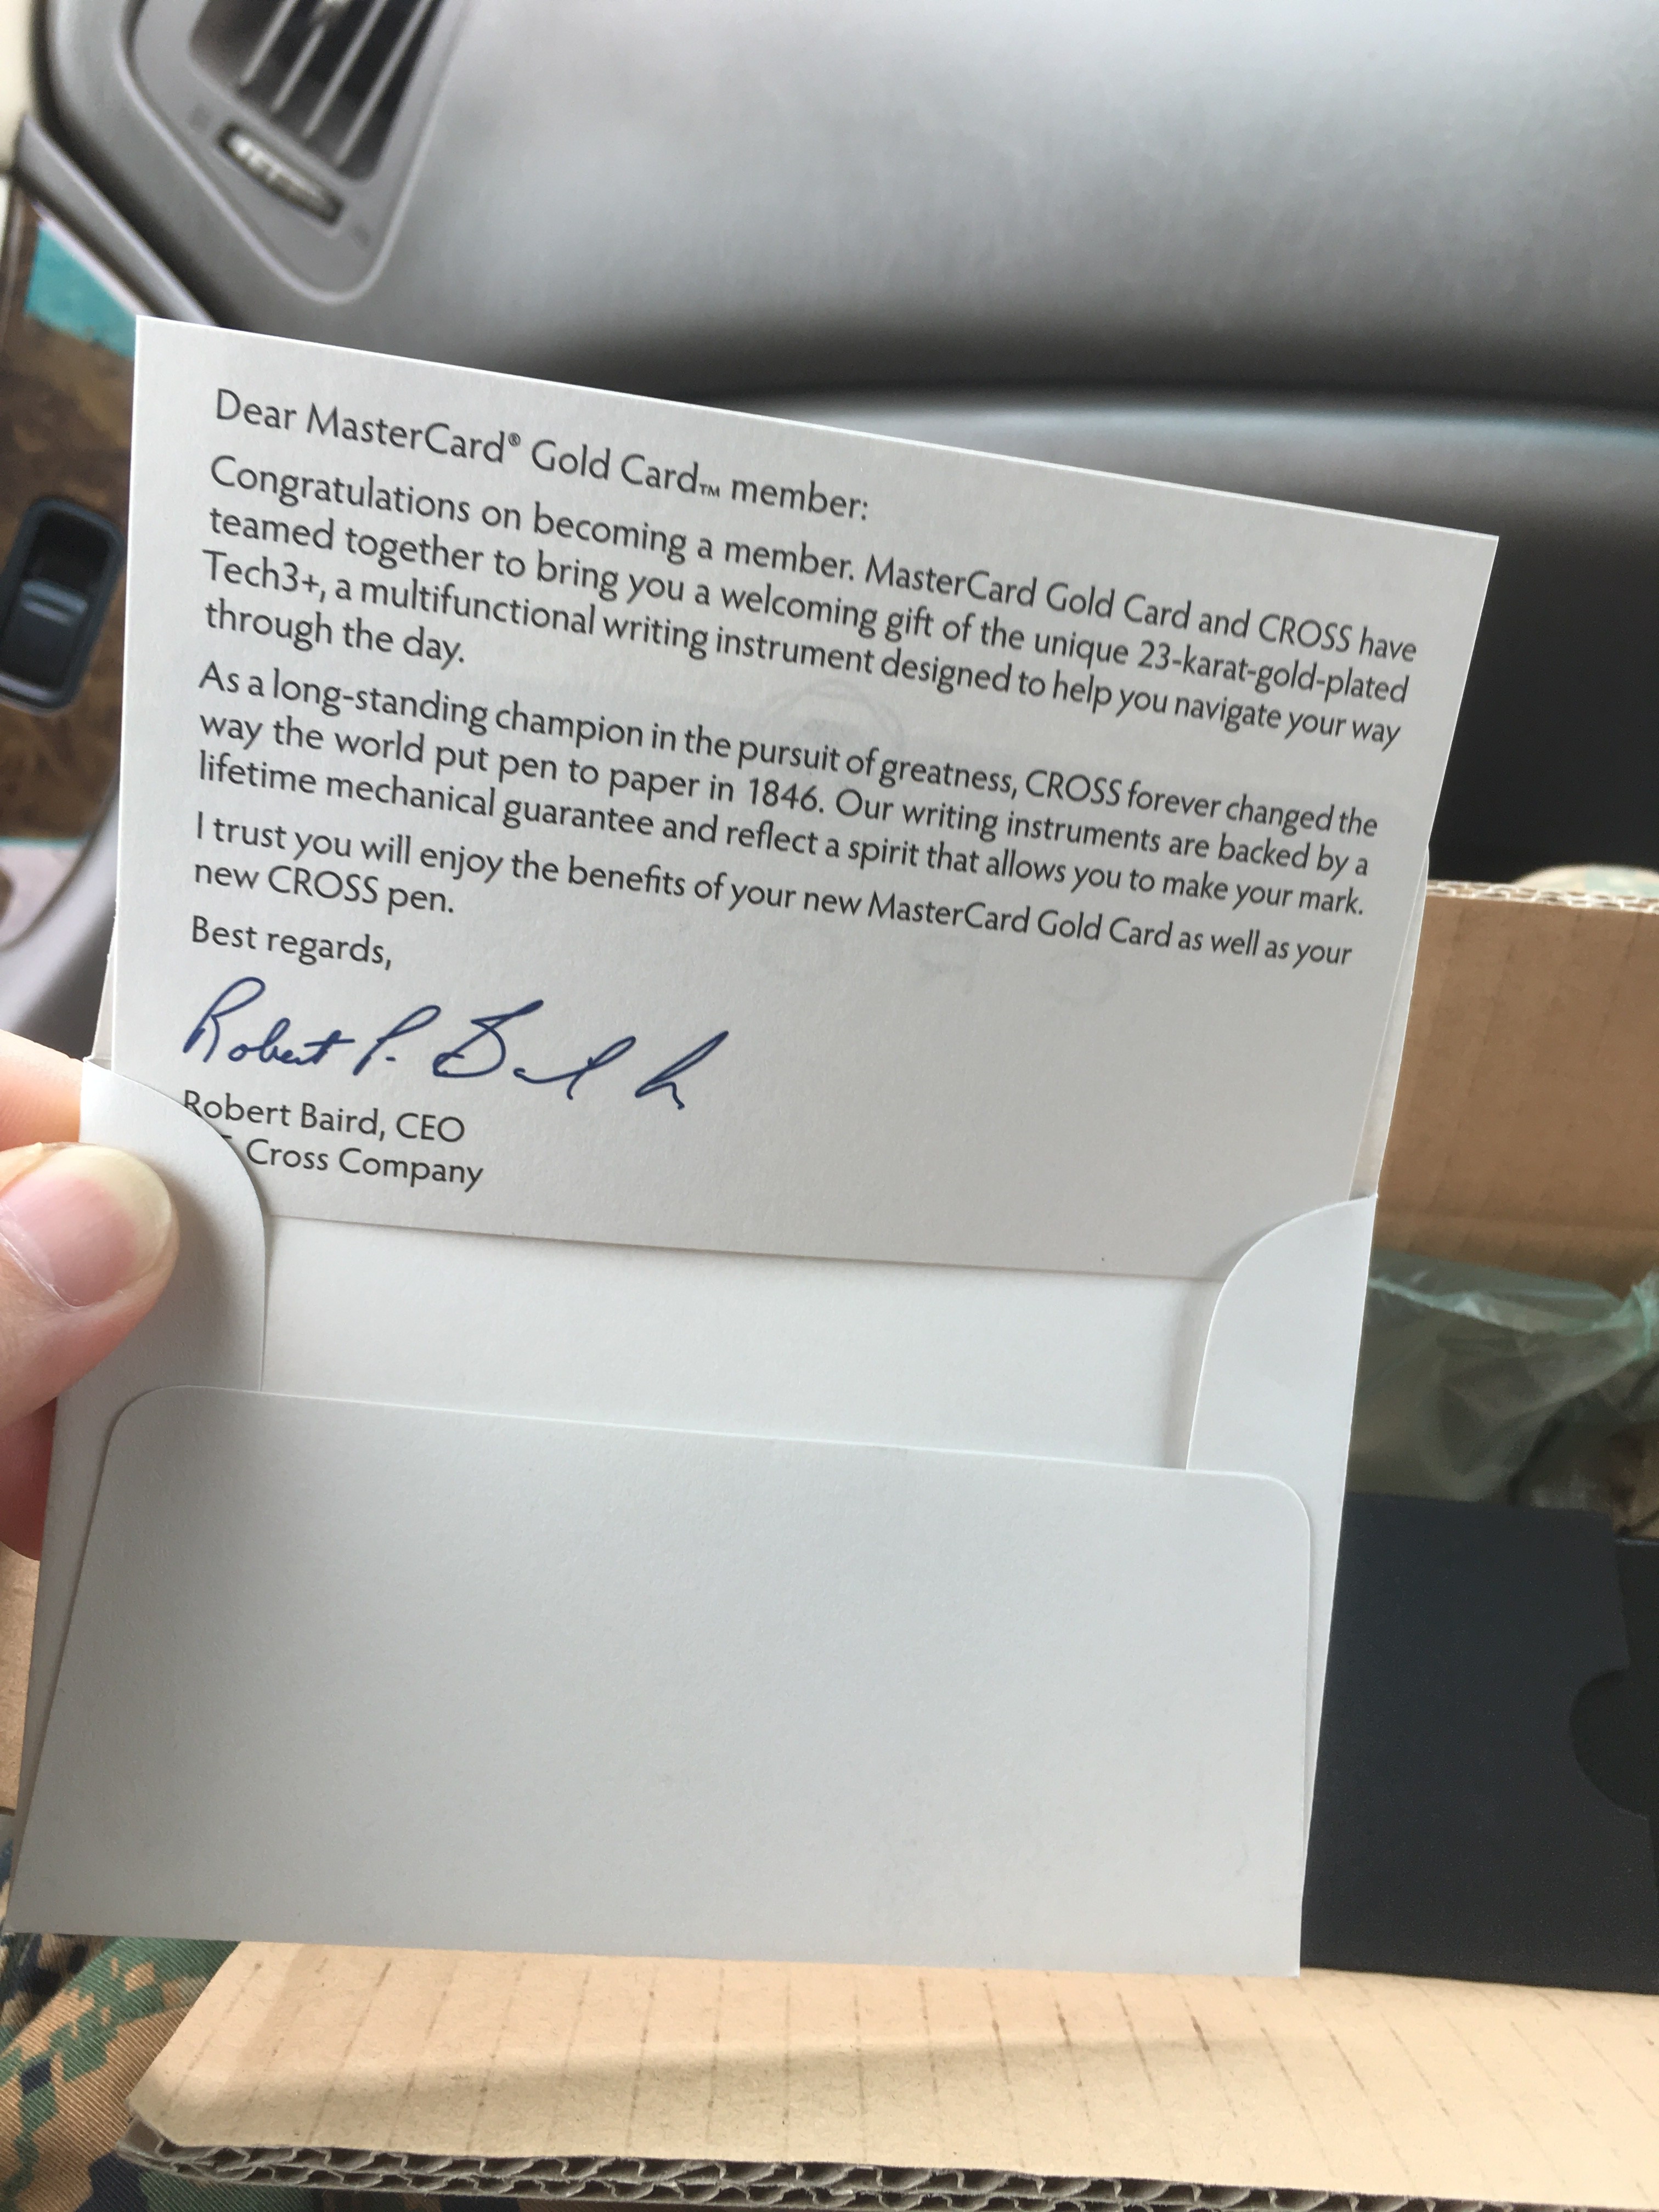 Dear MasterCard® Gold Card™ member:
Congratulations on becoming a member. MasterCard Gold Card and CROSS have
teamed together to bring you a welcoming gift of the unique 23-karat-gold-plated
Tech3+, a multifunctional writing instrument designed to help you navigate your way
through the day.
As a long-standing champion in the pursuit of greatness, CROSS forever changed the
way the world put pen to paper in 1846. Our writing instruments are backed by a
lifetime mechanical guarantee and reflect a spirit that allows you to make your mark.
I trust you will enjoy the benefits of your new MasterCard Gold Card as well as your
new CROSS pen.
Best regards,
Robert P. Baird
Robert Baird, CEO
Cross Company